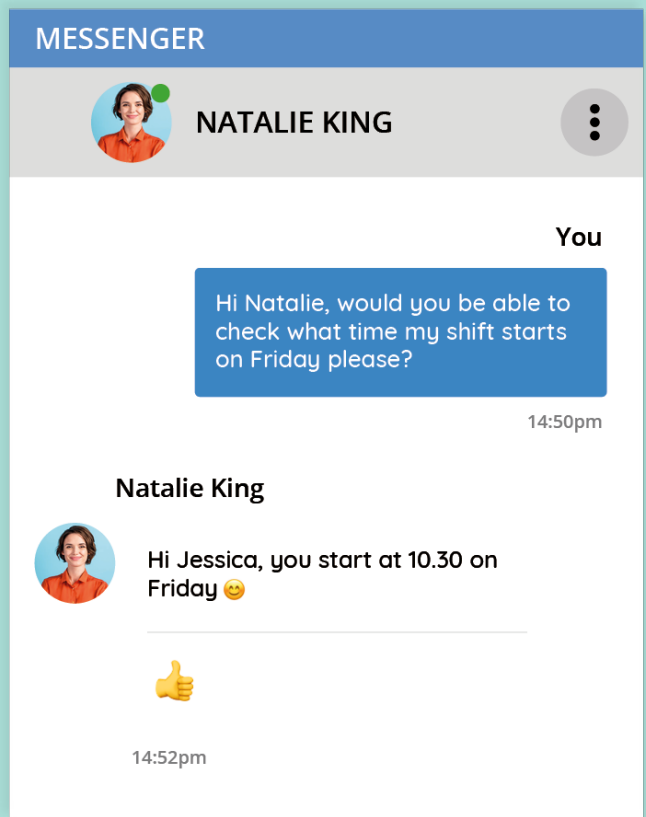 MESSENGER
NATALIE KING
You
Hi Natalie, would you be able to
check what time my shift starts
on Friday please?
14:50pm
Natalie King
Hi Jessica, you start at 10.30 on
Friday 😊
👍
14:52pm